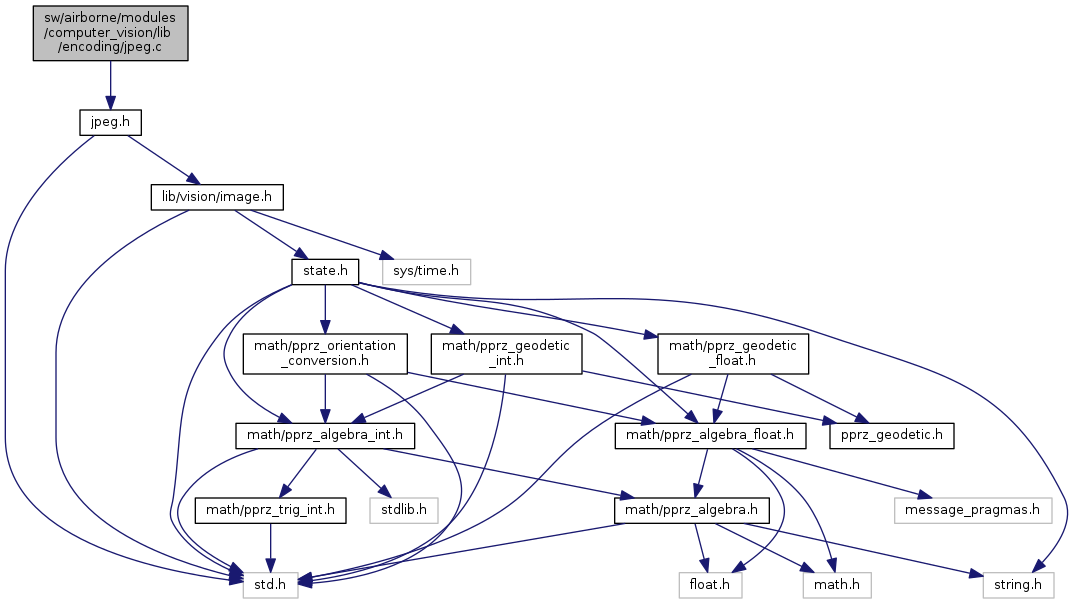 sw/airborne/modules
/computer_vision/lib
/encoding/jpeg.c
jpeg.h
lib/vision/image.h
state.h
sys/time.h
math/pprz_orientation
_conversion.h
math/pprz_geodetic
_int.h
math/pprz_geodetic
_float.h
math/pprz_algebra_int.h
math/pprz_algebra_float.h
pprz_geodetic.h
math/pprz_trig_int.h
stdlib.h
math/pprz_algebra.h
message_pragmas.h
std.h
float.h
math.h
string.h